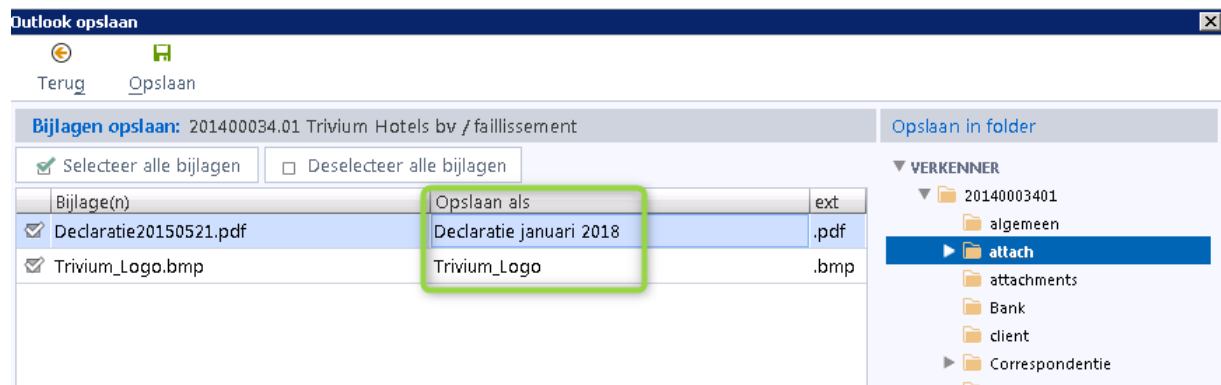 Outlook opslaan
Terug Opslaan
Bijlagen opslaan: 201400034.01 Trivium Hotels bv / faillissement
Opslaan in folder
Selecteer alle bijlagen Deselecteer alle bijlagen
VERKENNER
Bijlage(n) Opslaan als ext
20140003401
Declaratie20150521.pdf Declaratie januari 2018 .pdf
algemeen
attach
Trivium_Logo.bmp Trivium_Logo .bmp
attachments
Bank
client
Correspondentie